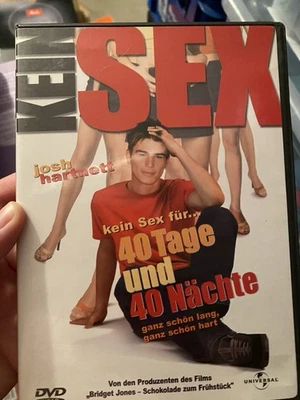 KEIN
SEX
josh
hartnett
kein Sex für...
40 Tage
und
40 Nächte
ganz schön lang,
ganz schön hart
Von den Produzenten des Films
„Bridget Jones – Schokolade zum Frühstück“
DVD
UNIVERSAL